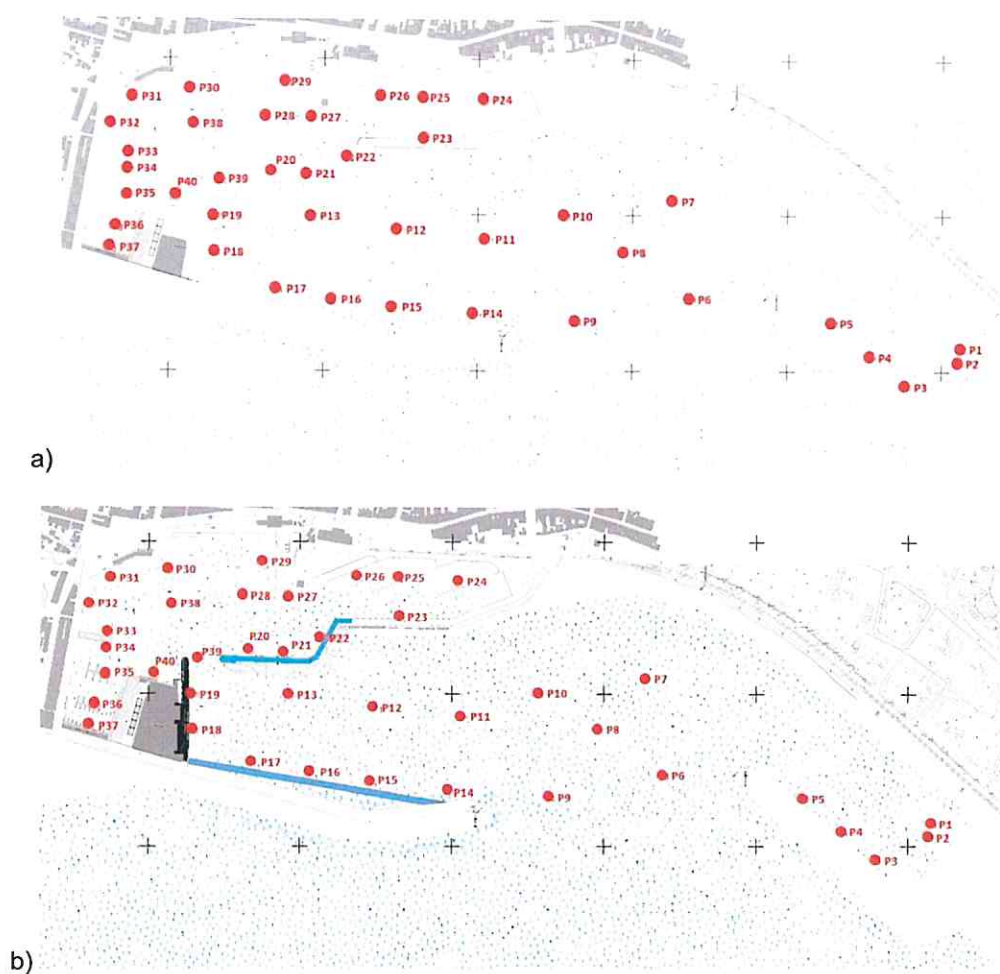 P29
P30
P31 P26 P25 P24
P32 P38 P28 P27
P23
P33 P22
P34 P20 P21
P35 P40 P39 P7
P19 P13 P10
P36 P12 P11
P37 P18 P8
P17 P16 P6
P15 P14 P9 P5
P1
P4 P2
P3
a)
P29
P30
P31 P26 P25 P24
P32 P38 P28 P27
P23
P33 P22
P34 P20 P21
P39
P35 P40 P7
P19 P13 P10
P36 P12 P11
P37 P18 P8
P17 P16 P6
P15 P14 P9 P5
P4 P1
P2
P3
b)